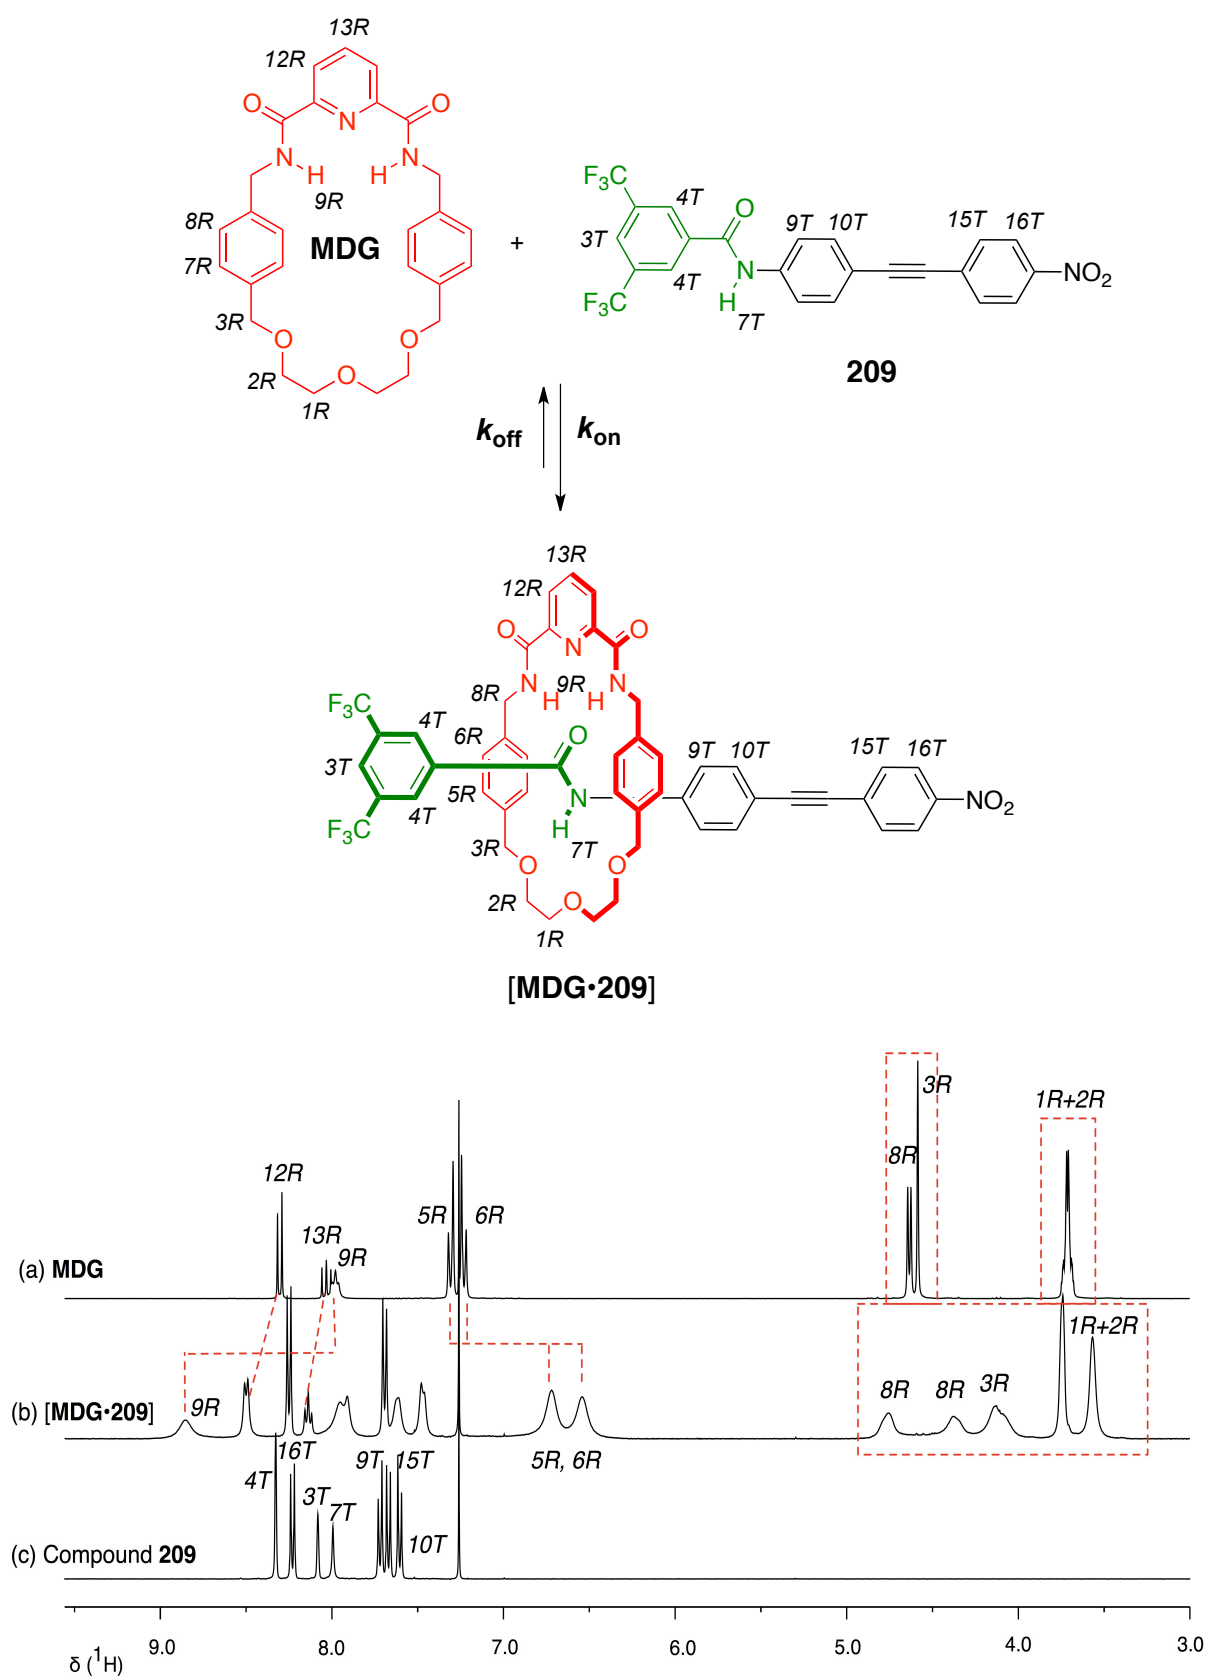 13R
12R
O N O
N N
H H
9R
8R
MDG
7R
3R
O O
2R O
1R
+
F3C
4T
O
3T
9T 10T
15T 16T
4T
N
H
7T
F3C
NO2
209
koff
kon
13R
12R
O N O
N N
H 9R H
8R
F3C
4T
O
6R
9T 10T
15T 16T
3T
5R
N
NO2
4T
H
7T
F3C
3R
O O
2R O
1R
[MDG•209]
3R
1R+2R
8R
12R
5R 6R
13R
9R
(a) MDG
1R+2R
9R
8R 8R 3R
(b) [MDG•209]
5R, 6R
4T 16T
3T 7T
9T 15T
10T
(c) Compound 209
9.0 8.0 7.0 6.0 5.0 4.0 3.0
δ (1H)